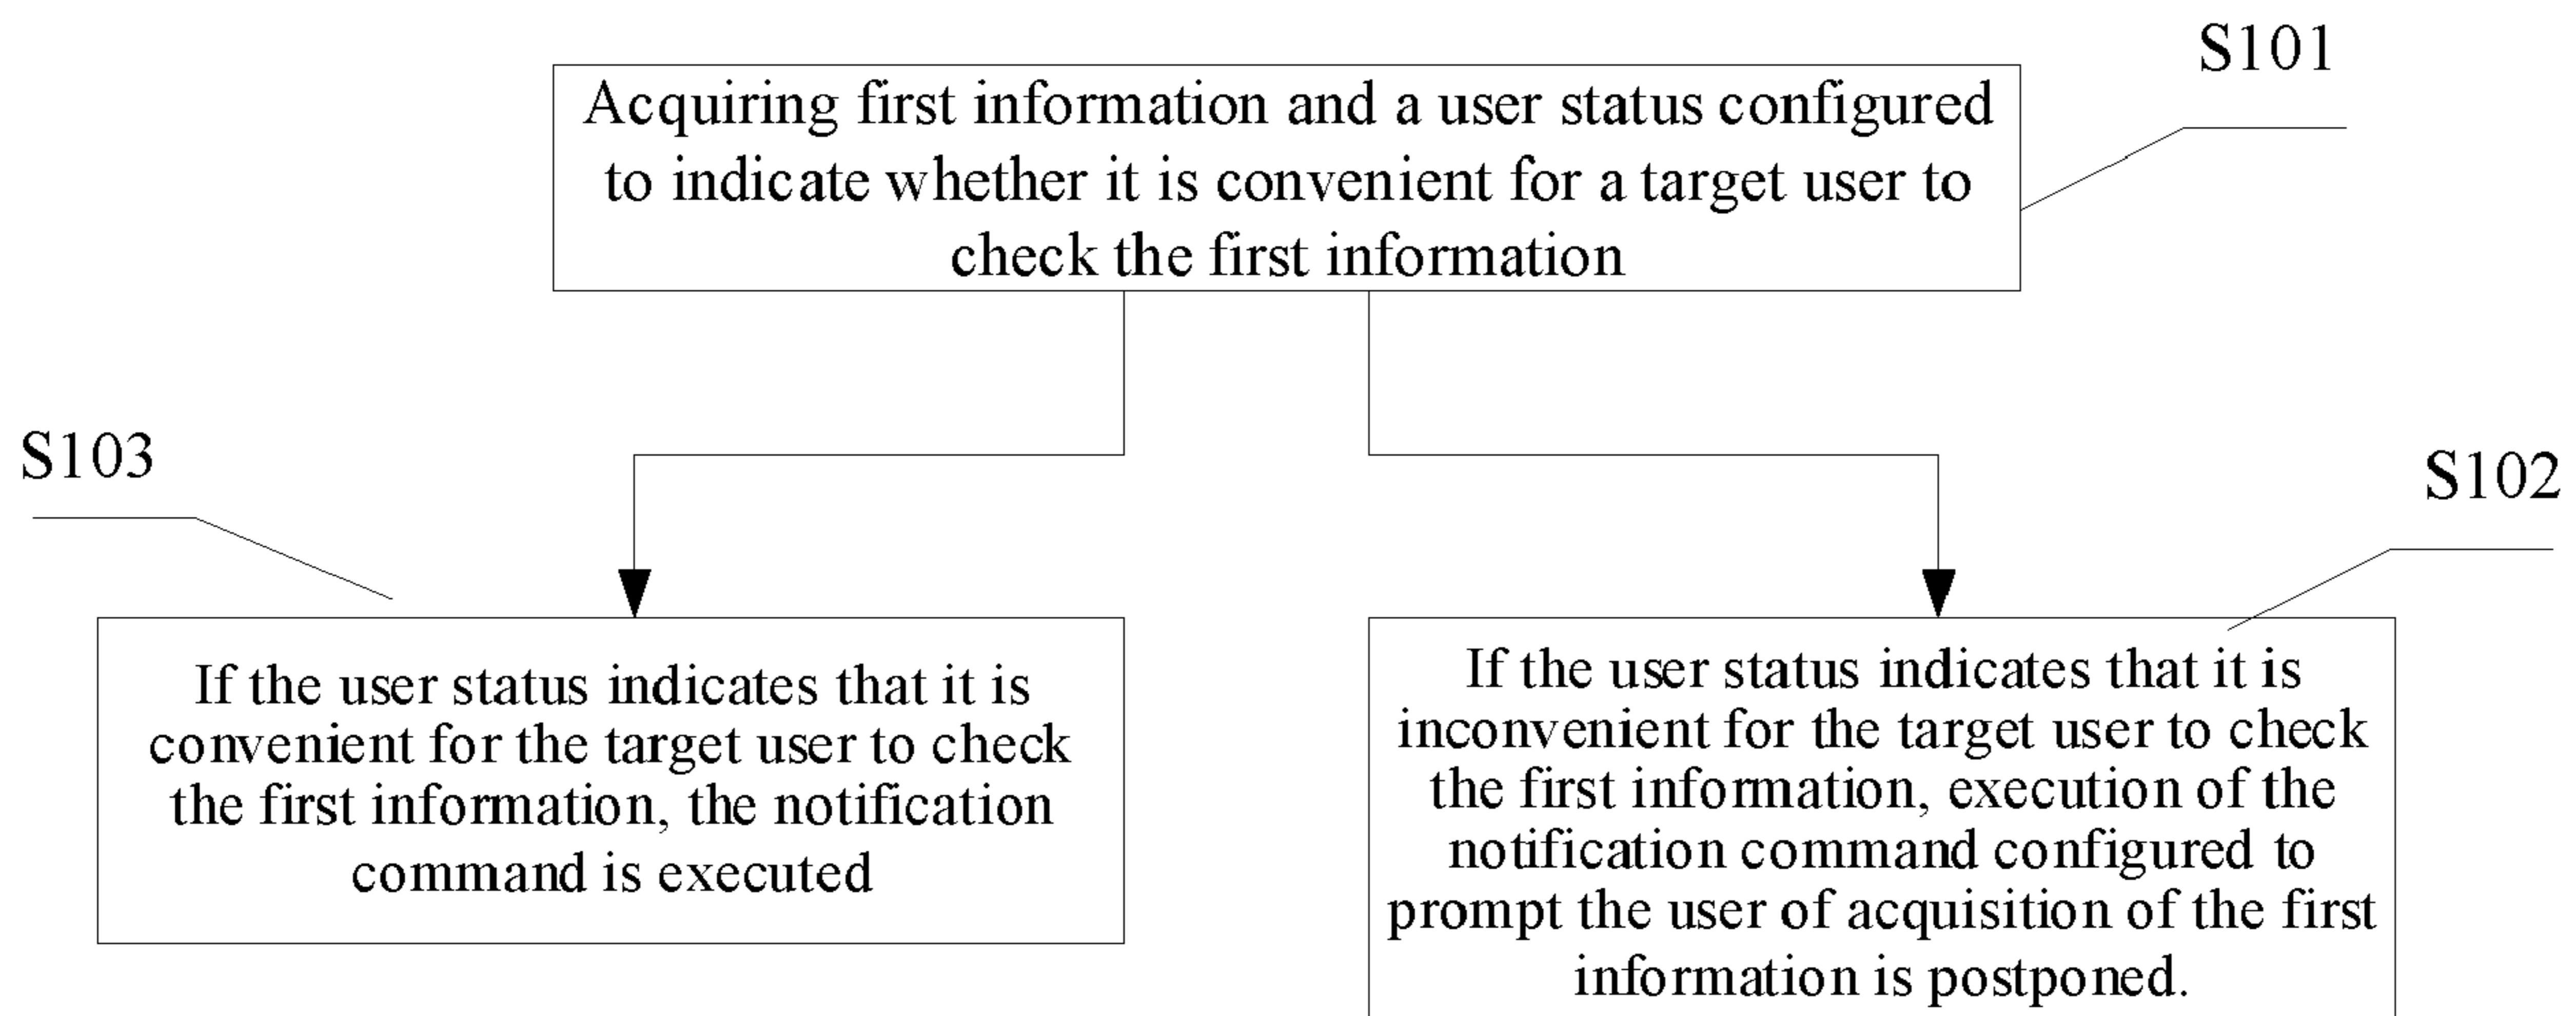 S101
Acquiring first information and a user status configured
to indicate whether it is convenient for a target user to
check the first information
S103
If the user status indicates that it is
convenient for the target user to check
the first information, the notification
command is executed
S102
If the user status indicates that it is
inconvenient for the target user to check
the first information, execution of the
notification command configured to
prompt the user of acquisition of the first
information is postponed.